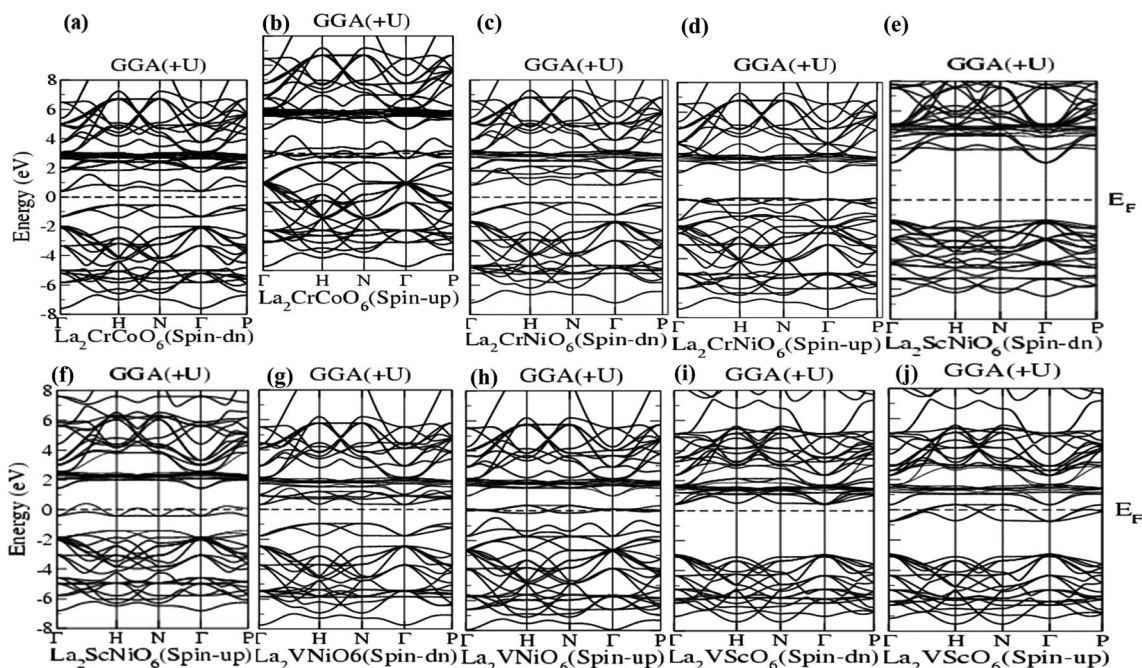 (a)
(b)
(c)
(d)
(e)
GGA(+U)
GGA(+U)
GGA(+U)
GGA(+U)
GGA(+U)
Energy (eV)
8
6
4
2
0
-2
-4
-6
-8
E_F
Γ H N Γ P
Γ H N Γ P
Γ H N Γ P
Γ H N Γ P
Γ H N Γ P
La₂CrCoO₆(Spin-dn)
La₂CrCoO₆(Spin-up)
La₂CrNiO₆(Spin-dn)
La₂CrNiO₆(Spin-up)
La₂ScNiO₆(Spin-dn)
(f)
(g)
(h)
(i)
(j)
GGA(+U)
GGA(+U)
GGA(+U)
GGA(+U)
GGA(+U)
Energy (eV)
8
6
4
2
0
-2
-4
-6
-8
E_F
Γ H N Γ P
Γ H N Γ P
Γ H N Γ P
Γ H N Γ P
Γ H N Γ P
La₂ScNiO₆(Spin-up)
La₂VNiO6(Spin-dn)
La₂VNiO₆(Spin-up)
La₂VScO₆(Spin-dn)
La₂VScO₆(Spin-up)